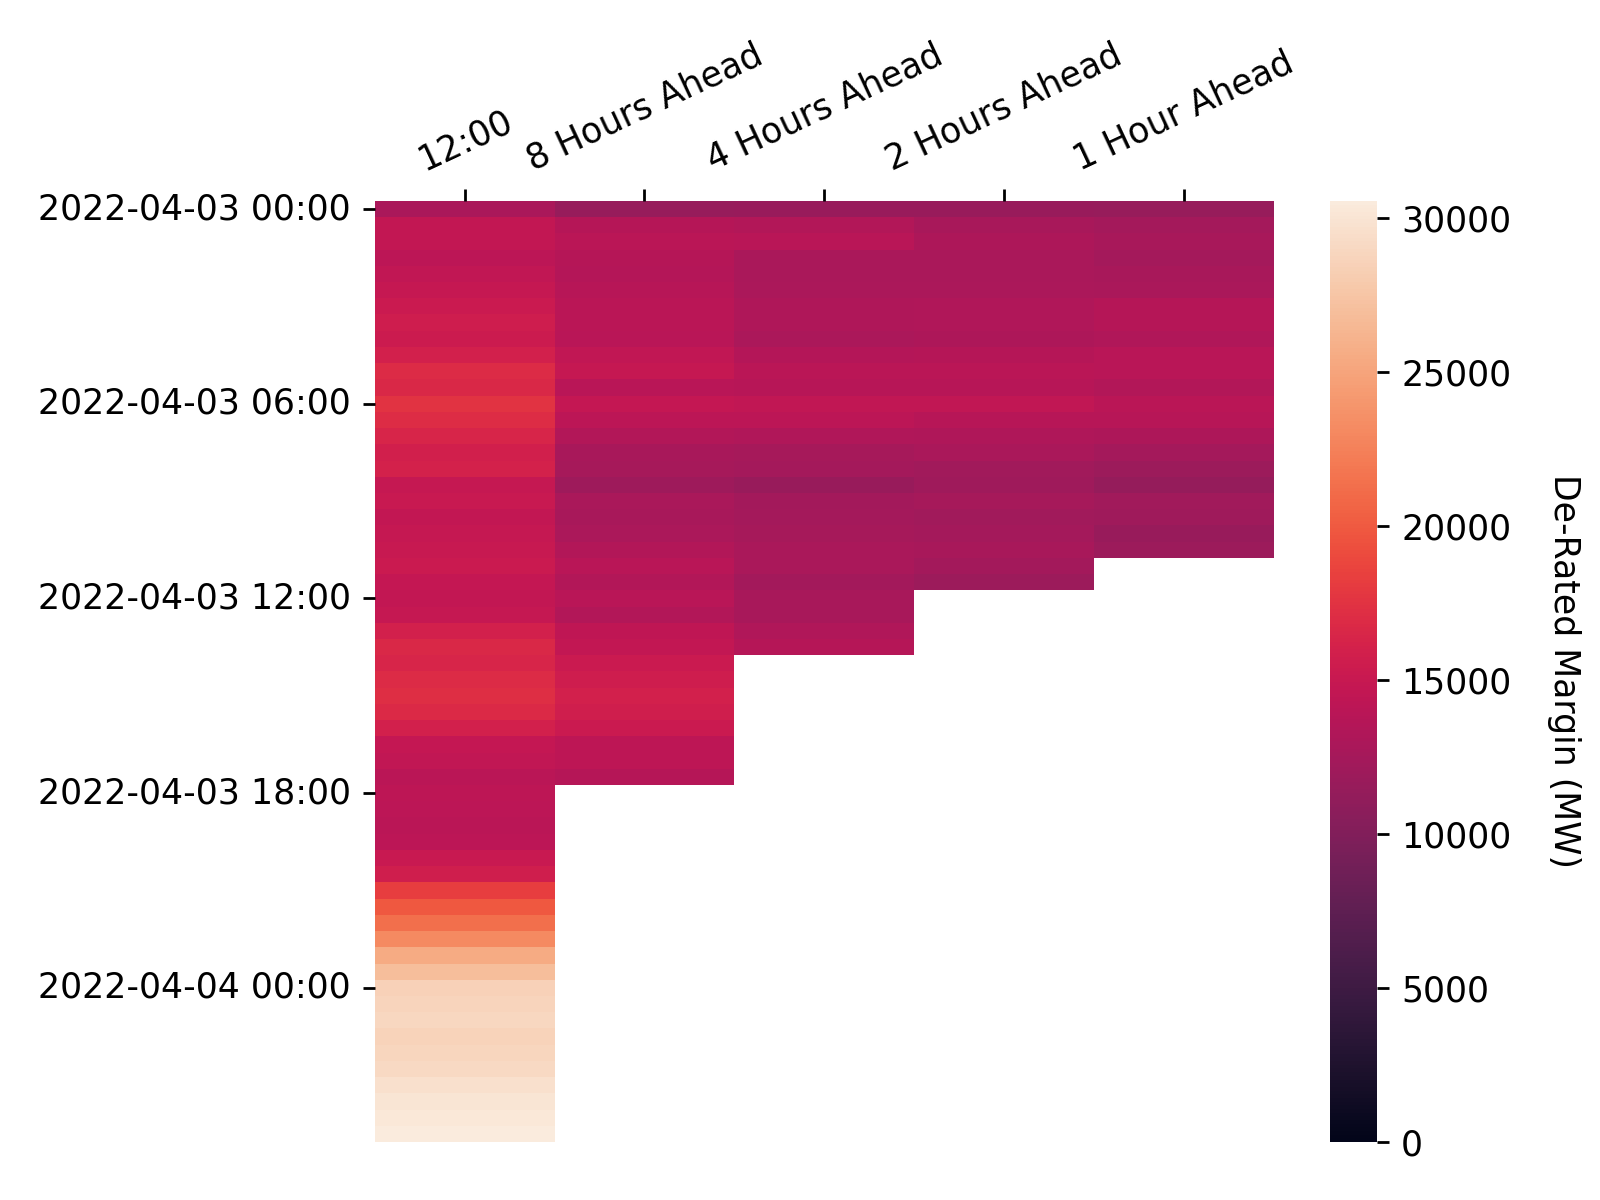 12:00
8 Hours Ahead
4 Hours Ahead
2 Hours Ahead
1 Hour Ahead
2022-04-03 00:00
2022-04-03 06:00
2022-04-03 12:00
2022-04-03 18:00
2022-04-04 00:00
30000
25000
20000
15000
10000
5000
0
De-Rated Margin (MW)